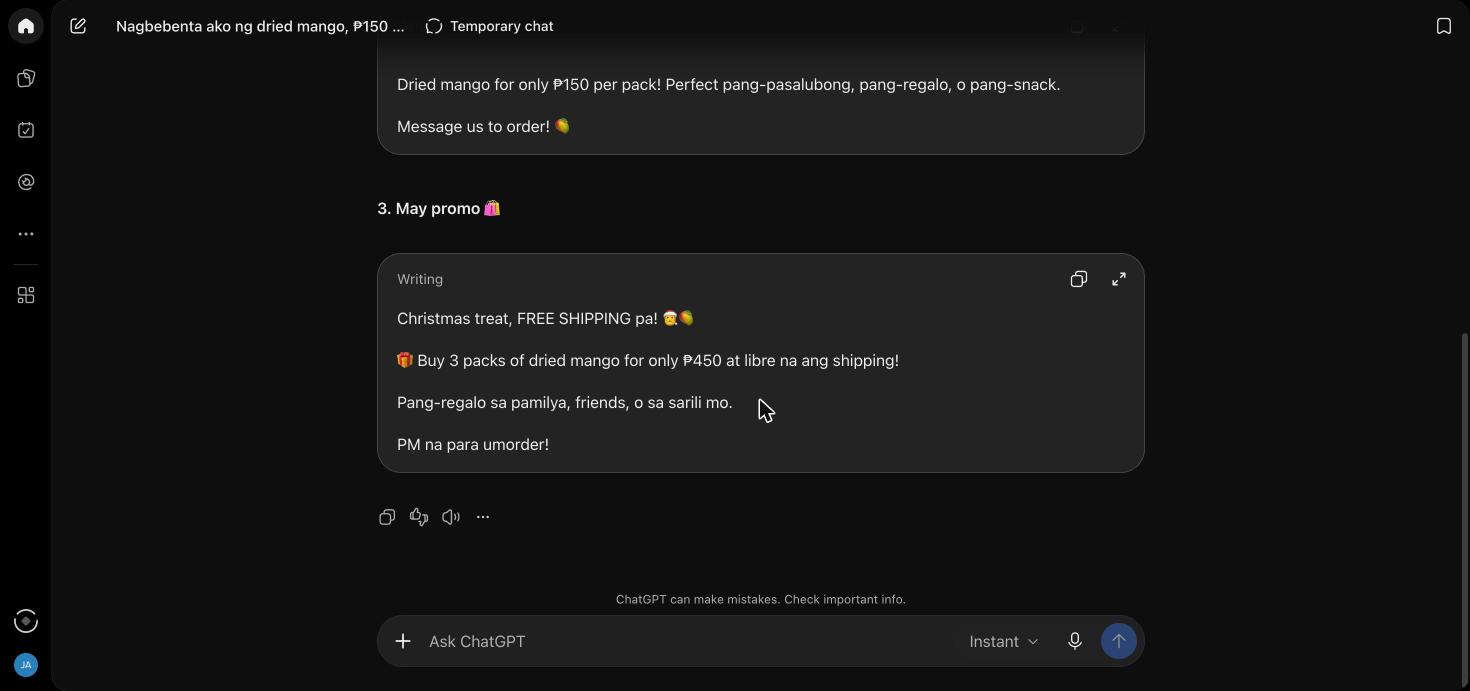 Nagbebenta ako ng dried mango, ₱150 ...
Temporary chat
Dried mango for only ₱150 per pack! Perfect pang-pasalubong, pang-regalo, o pang-snack.
Message us to order! 🥭
3. May promo 🛍️
Writing
Christmas treat, FREE SHIPPING pa! 🎅🥭
🎁 Buy 3 packs of dried mango for only ₱450 at libre na ang shipping!
Pang-regalo sa pamilya, friends, o sa sarili mo.
PM na para umorder!
ChatGPT can make mistakes. Check important info.
Ask ChatGPT
Instant
JA